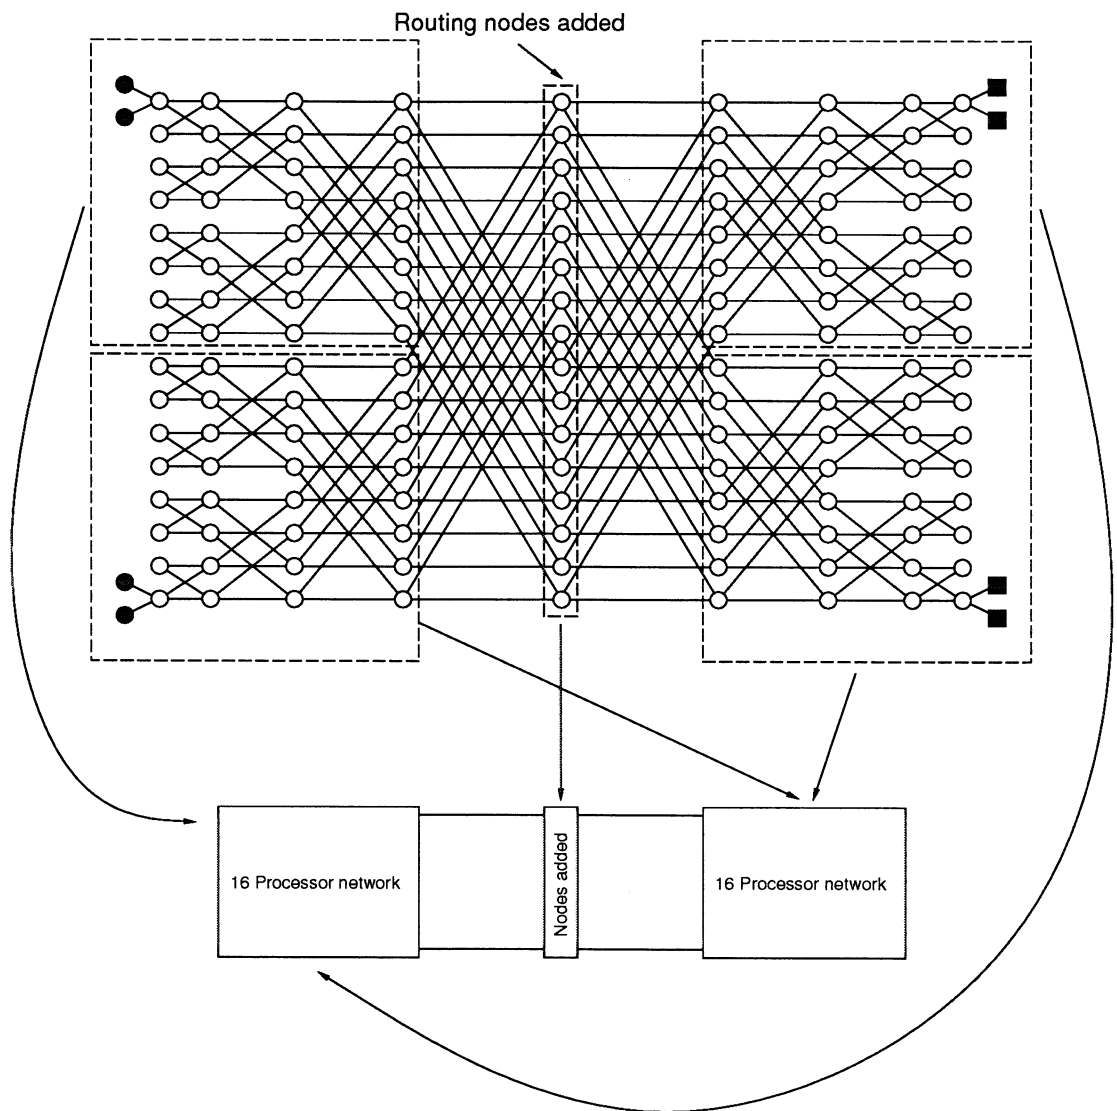 Routing nodes added
16 Processor network
Nodes added
16 Processor network